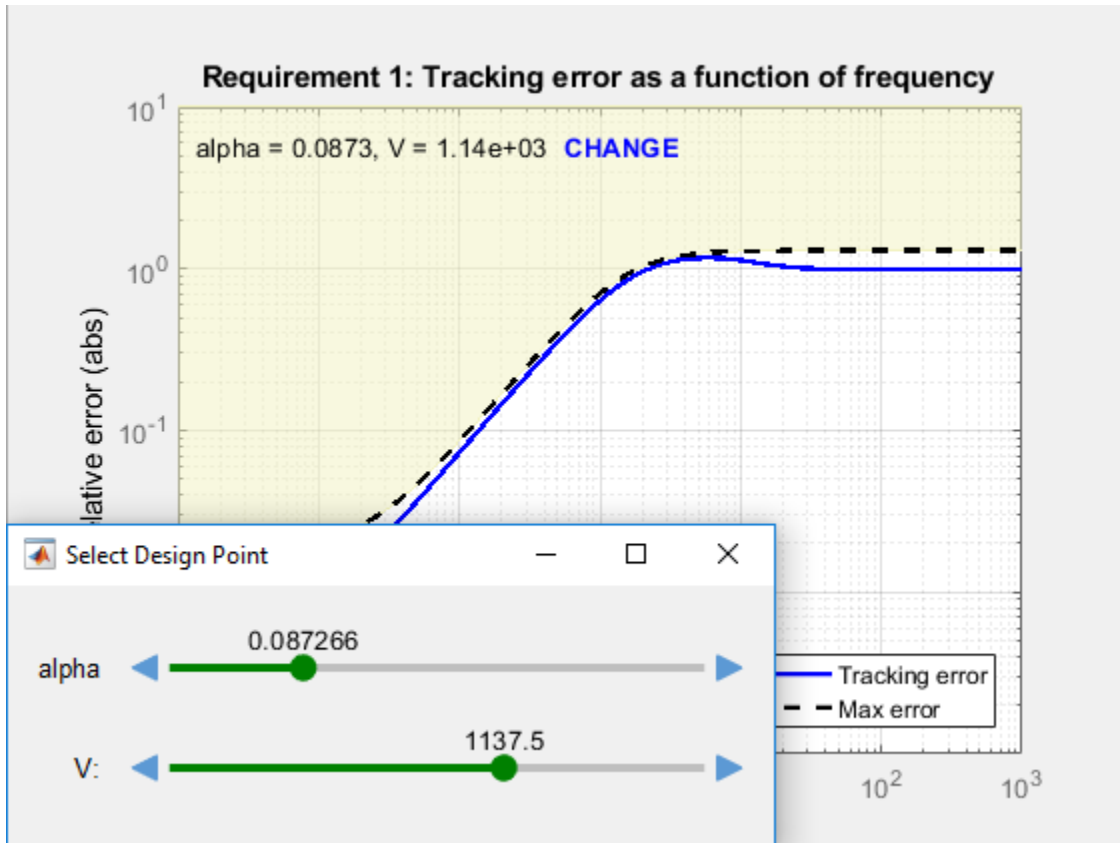 Requirement 1: Tracking error as a function of frequency
10^1
alpha = 0.0873, V = 1.14e+03 CHANGE
10^0
10^-1
elative error (abs)
Select Design Point
0.087266
alpha
1137.5
V:
Tracking error
Max error
10^2
10^3